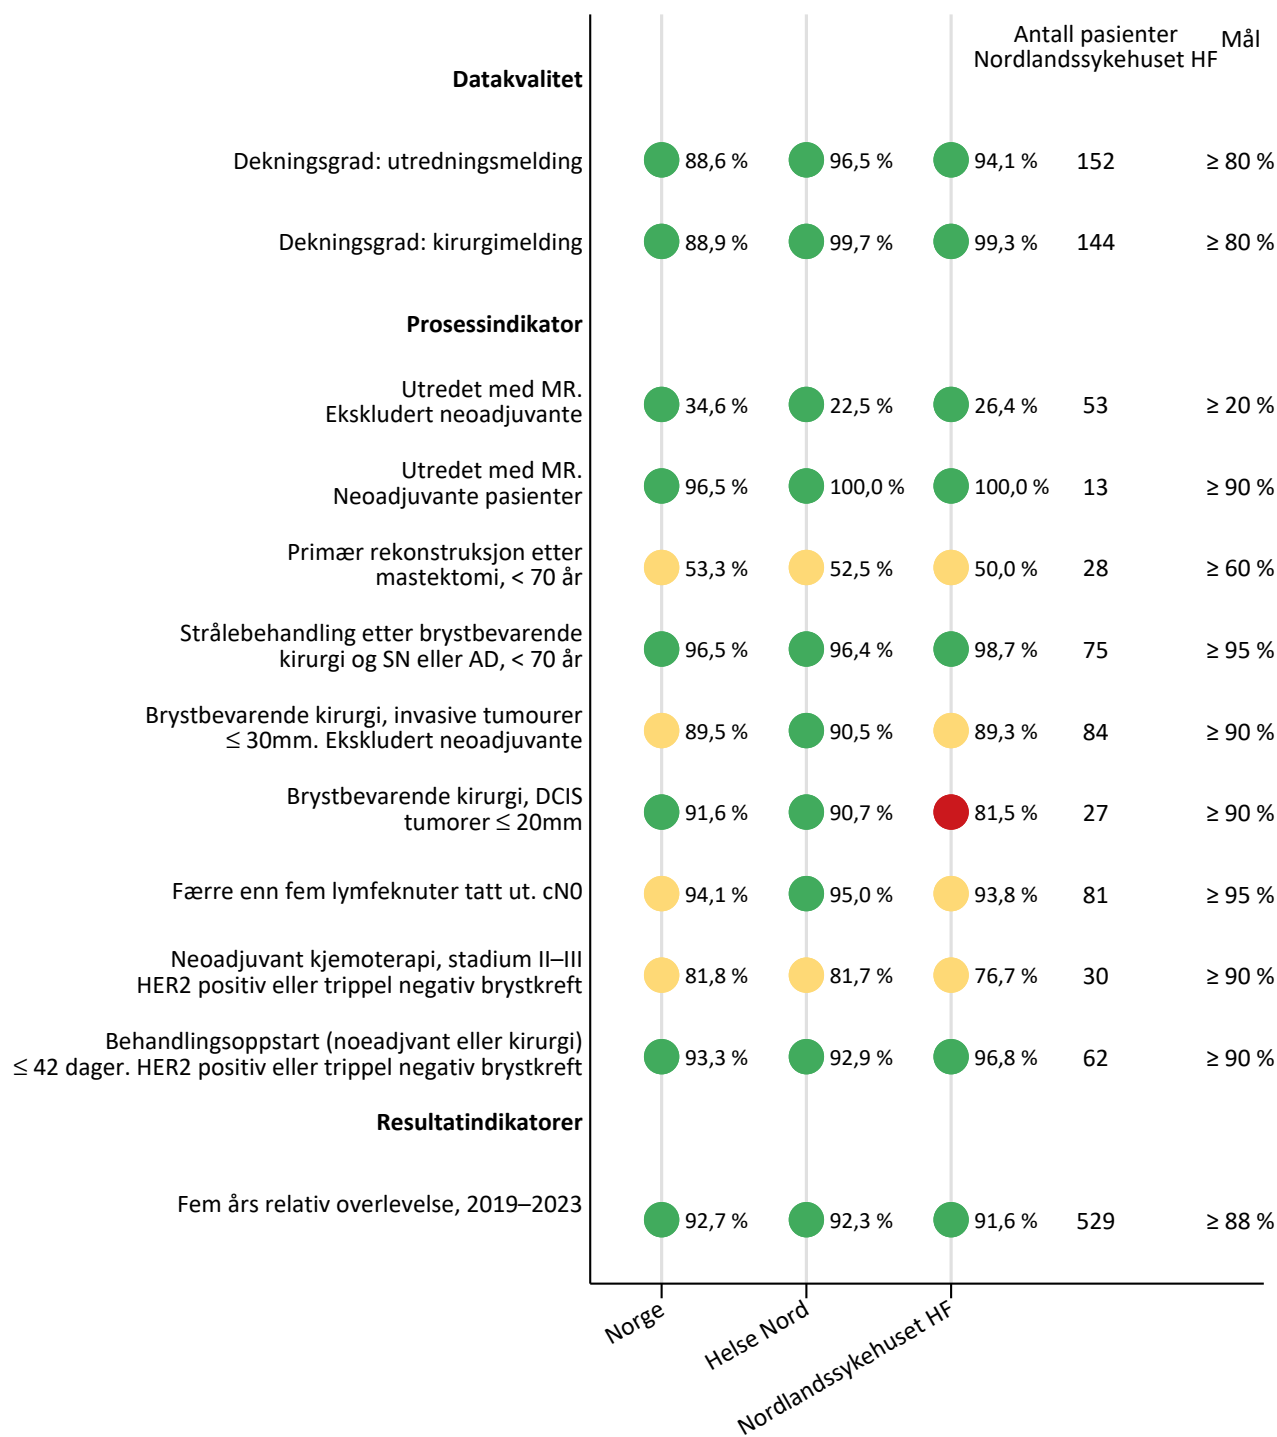 Antall pasienter
Nordlandssykehuset HF
Mål
Datakvalitet
Dekningsgrad: utredningsmelding 88,6 % 96,5 % 94,1 % 152 ≥ 80 %
Dekningsgrad: kirurgimelding 88,9 % 99,7 % 99,3 % 144 ≥ 80 %
Prosessindikator
Utredet med MR.
Ekskludert neoadjuvante 34,6 % 22,5 % 26,4 % 53 ≥ 20 %
Utredet med MR.
Neoadjuvante pasienter 96,5 % 100,0 % 100,0 % 13 ≥ 90 %
Primær rekonstruksjon etter
mastektomi, < 70 år 53,3 % 52,5 % 50,0 % 28 ≥ 60 %
Strålebehandling etter brystbevarende
kirurgi og SN eller AD, < 70 år 96,5 % 96,4 % 98,7 % 75 ≥ 95 %
Brystbevarende kirurgi, invasive tumourer
≤ 30mm. Ekskludert neoadjuvante 89,5 % 90,5 % 89,3 % 84 ≥ 90 %
Brystbevarende kirurgi, DCIS
tumorer ≤ 20mm 91,6 % 90,7 % 81,5 % 27 ≥ 90 %
Færre enn fem lymfeknuter tatt ut. cN0 94,1 % 95,0 % 93,8 % 81 ≥ 95 %
Neoadjuvant kjemoterapi, stadium II–III
HER2 positiv eller trippel negativ brystkreft 81,8 % 81,7 % 76,7 % 30 ≥ 90 %
Behandlingsoppstart (noeadjvant eller kirurgi)
≤ 42 dager. HER2 positiv eller trippel negativ brystkreft 93,3 % 92,9 % 96,8 % 62 ≥ 90 %
Resultatindikatorer
Fem års relativ overlevelse, 2019–2023 92,7 % 92,3 % 91,6 % 529 ≥ 88 %
Norge
Helse Nord
Nordlandssykehuset HF